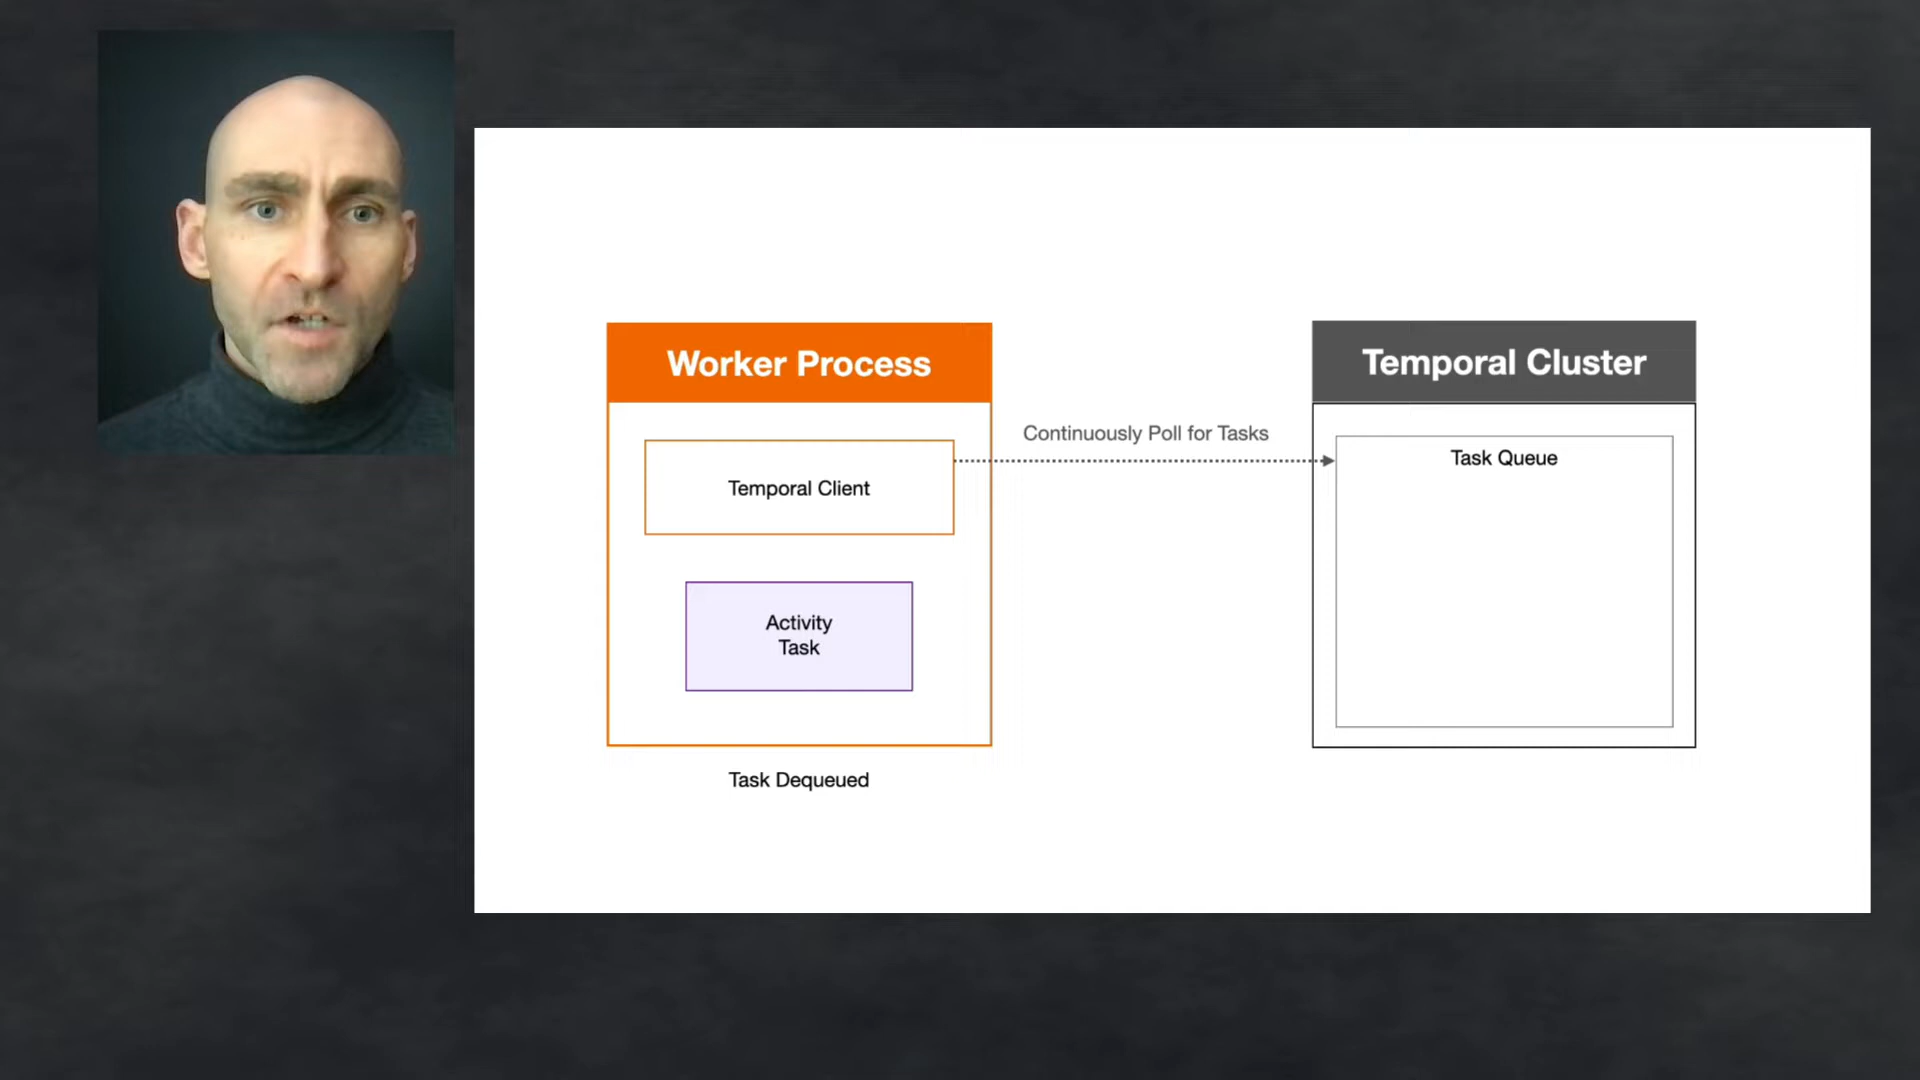 Worker Process
Temporal Client
Activity
Task
Task Dequeued
Continuously Poll for Tasks
Temporal Cluster
Task Queue